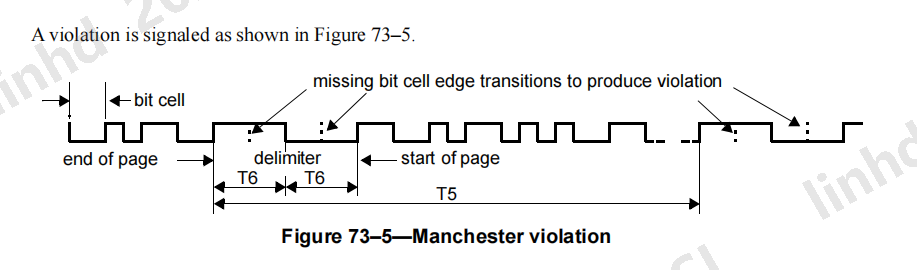 A violation is signaled as shown in Figure 73–5.
missing bit cell edge transitions to produce violation
bit cell
end of page
delimiter
start of page
T6
T6
T5
Figure 73–5—Manchester violation
linhd
linhd